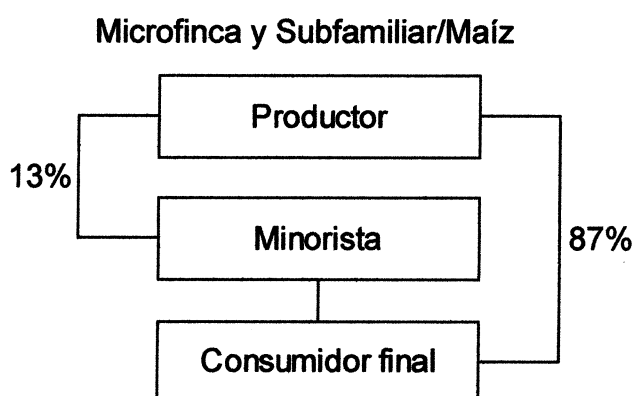 Microfinca y Subfamiliar/Maíz
Productor
13%
Minorista
87%
Consumidor final